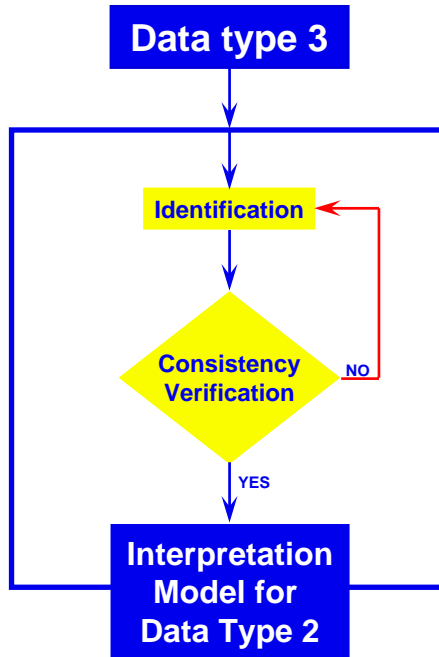 Data type 3
Identification
Consistency
Verification
NO
YES
Interpretation
Model for
Data Type 2